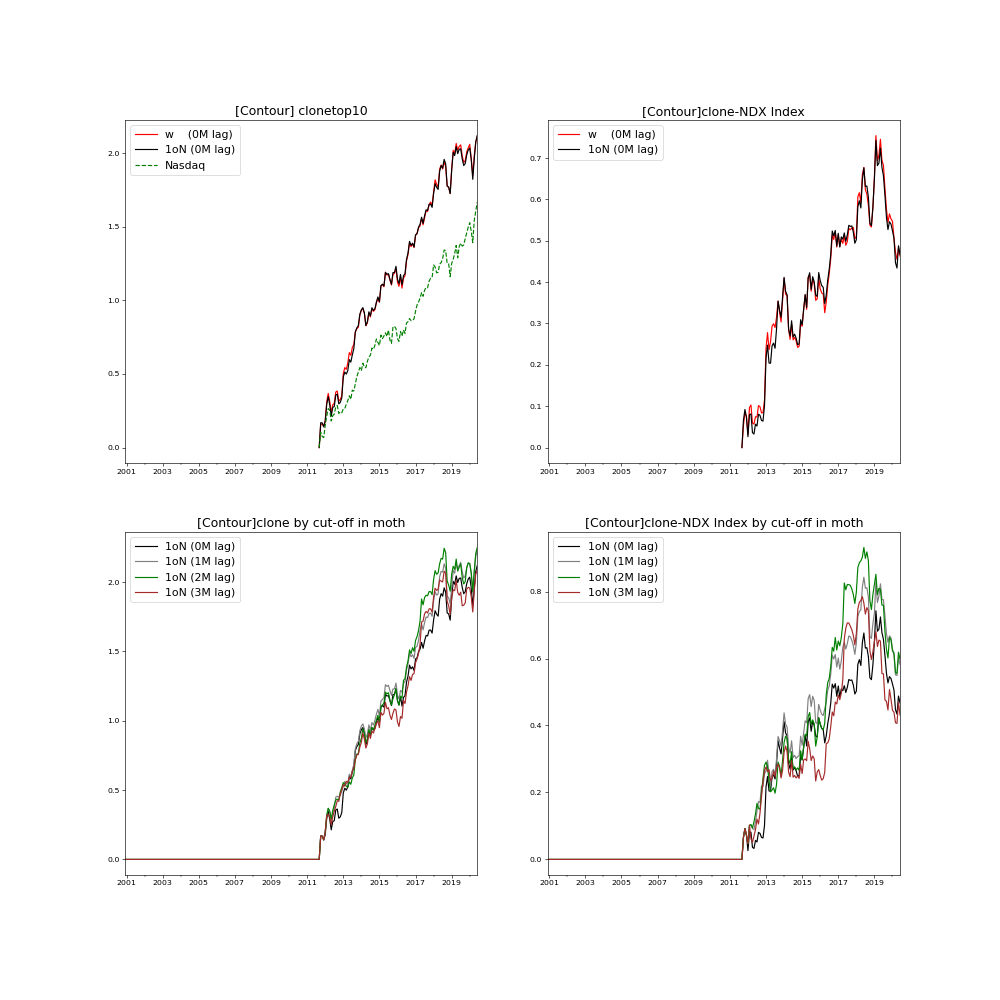 [Contour] clonetop10
w    (0M lag)
1oN (0M lag)
Nasdaq
2.0
1.5
1.0
0.5
0.0
2001 2003 2005 2007 2009 2011 2013 2015 2017 2019
[Contour]clone-NDX Index
w    (0M lag)
1oN (0M lag)
0.7
0.6
0.5
0.4
0.3
0.2
0.1
0.0
2001 2003 2005 2007 2009 2011 2013 2015 2017 2019
[Contour]clone by cut-off in moth
1oN (0M lag)
1oN (1M lag)
1oN (2M lag)
1oN (3M lag)
2.0
1.5
1.0
0.5
0.0
2001 2003 2005 2007 2009 2011 2013 2015 2017 2019
[Contour]clone-NDX Index by cut-off in moth
1oN (0M lag)
1oN (1M lag)
1oN (2M lag)
1oN (3M lag)
0.8
0.6
0.4
0.2
0.0
2001 2003 2005 2007 2009 2011 2013 2015 2017 2019